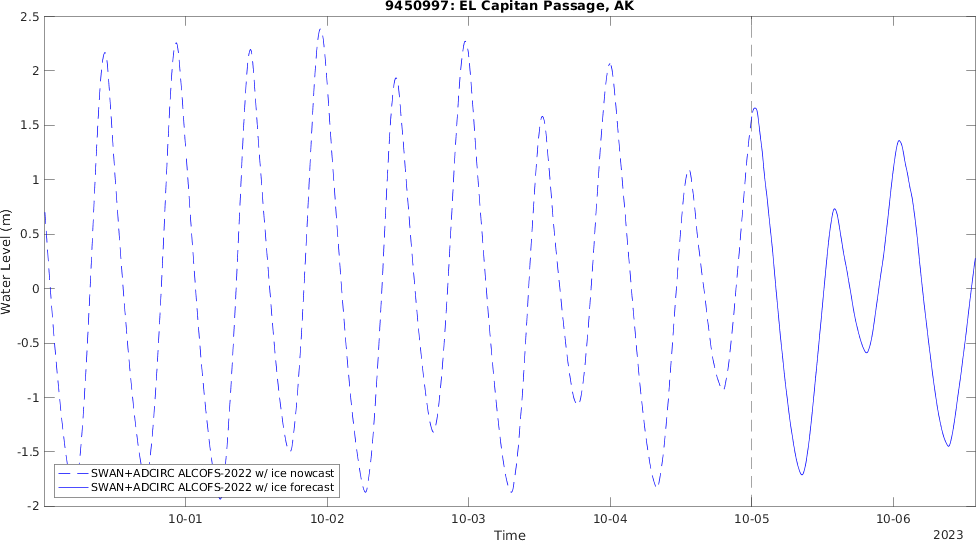 9450997: EL Capitan Passage, AK
Water Level (m)
2.5
2
1.5
1
0.5
0
-0.5
-1
-1.5
-2
SWAN+ADCIRC ALCOFS-2022 w/ ice nowcast
SWAN+ADCIRC ALCOFS-2022 w/ ice forecast
10-01 10-02 10-03 10-04 10-05 10-06
Time
2023